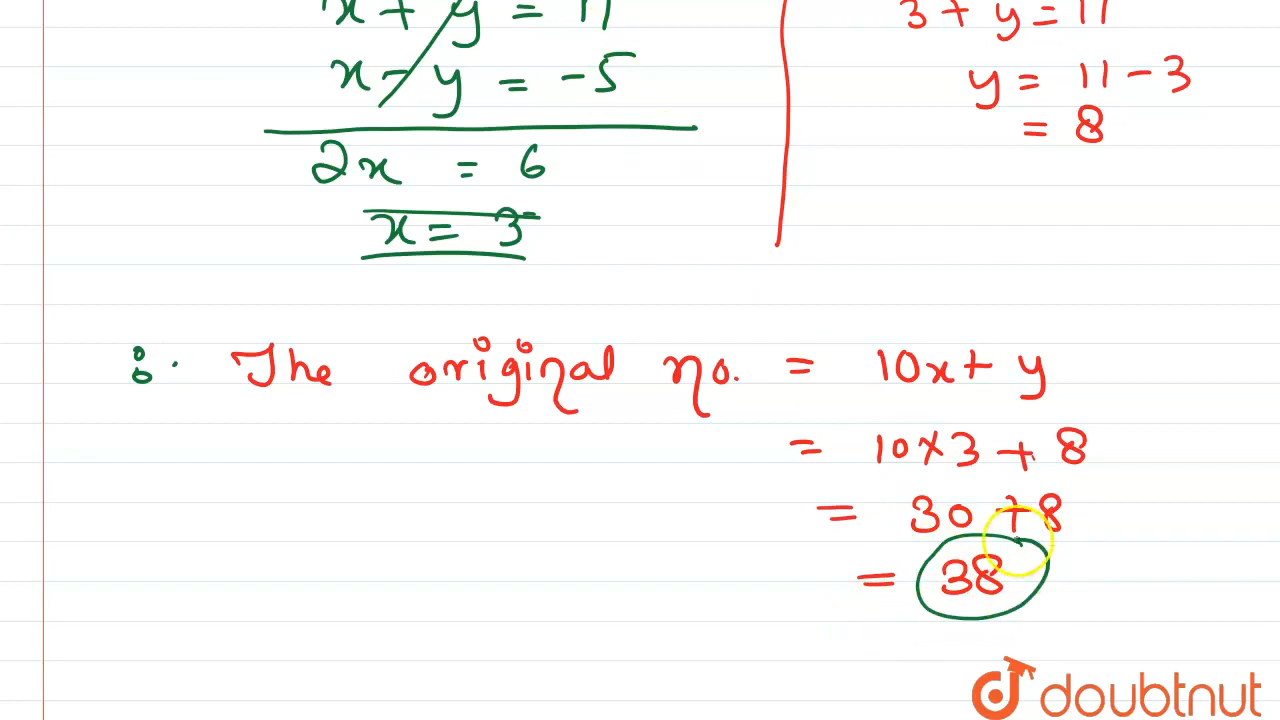 x + y = 11
x - y = -5
2x = 6
x = 3
3 + y = 11
y = 11 - 3
= 8
∴ The original no. = 10x + y
= 10 × 3 + 8
= 30 + 8
= 38
doubtnut